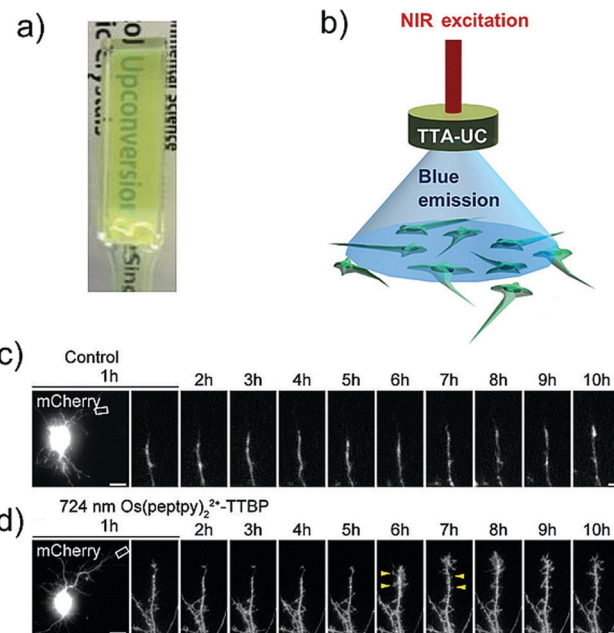 a)
ol Upconversion
b)
NIR excitation
TTA-UC
Blue
emission
c)
Control
1h 2h 3h 4h 5h 6h 7h 8h 9h 10h
mCherry
724 nm Os(peptpy)₂²⁺-TTBP
d)
1h 2h 3h 4h 5h 6h 7h 8h 9h 10h
mCherry